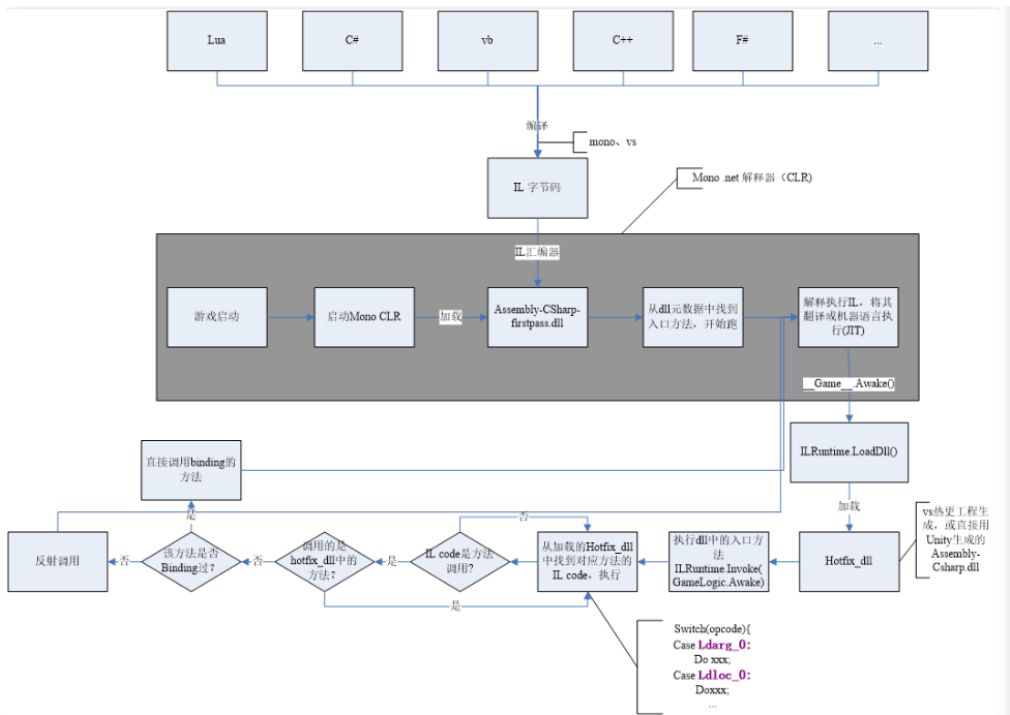 Lua
C#
vb
C++
F#
...
编译
mono、vs
IL 字节码
Mono .net 解释器（CLR)
IL汇编器
游戏启动
启动Mono CLR
加载
Assembly-CSharp-
firstpass.dll
从dll元数据中找到
入口方法，开始跑
解释执行IL，将其
翻译成机器语言执
行(JIT)
__Game__.Awake()
ILRuntime.LoadDll()
加载
直接调用binding的
方法
是
反射调用
否
该方法是否
Binding过？
否
调用的是
hotfix_dll中的
方法？
是
IL code是方法
调用？
否
是
从加载的Hotfix_dll
中找到对应方法的
IL code，执行
执行dll中的入口方
法
ILRuntime.Invoke(
GameLogic.Awake)
Hotfix_dll
vs热更工程生
成，或直接用
Unity生成的
Assembly-
Csharp.dll
Switch(opcode){
Case Ldarg_0:
Do xxx;
Case Ldloc_0:
Doxxx;
...